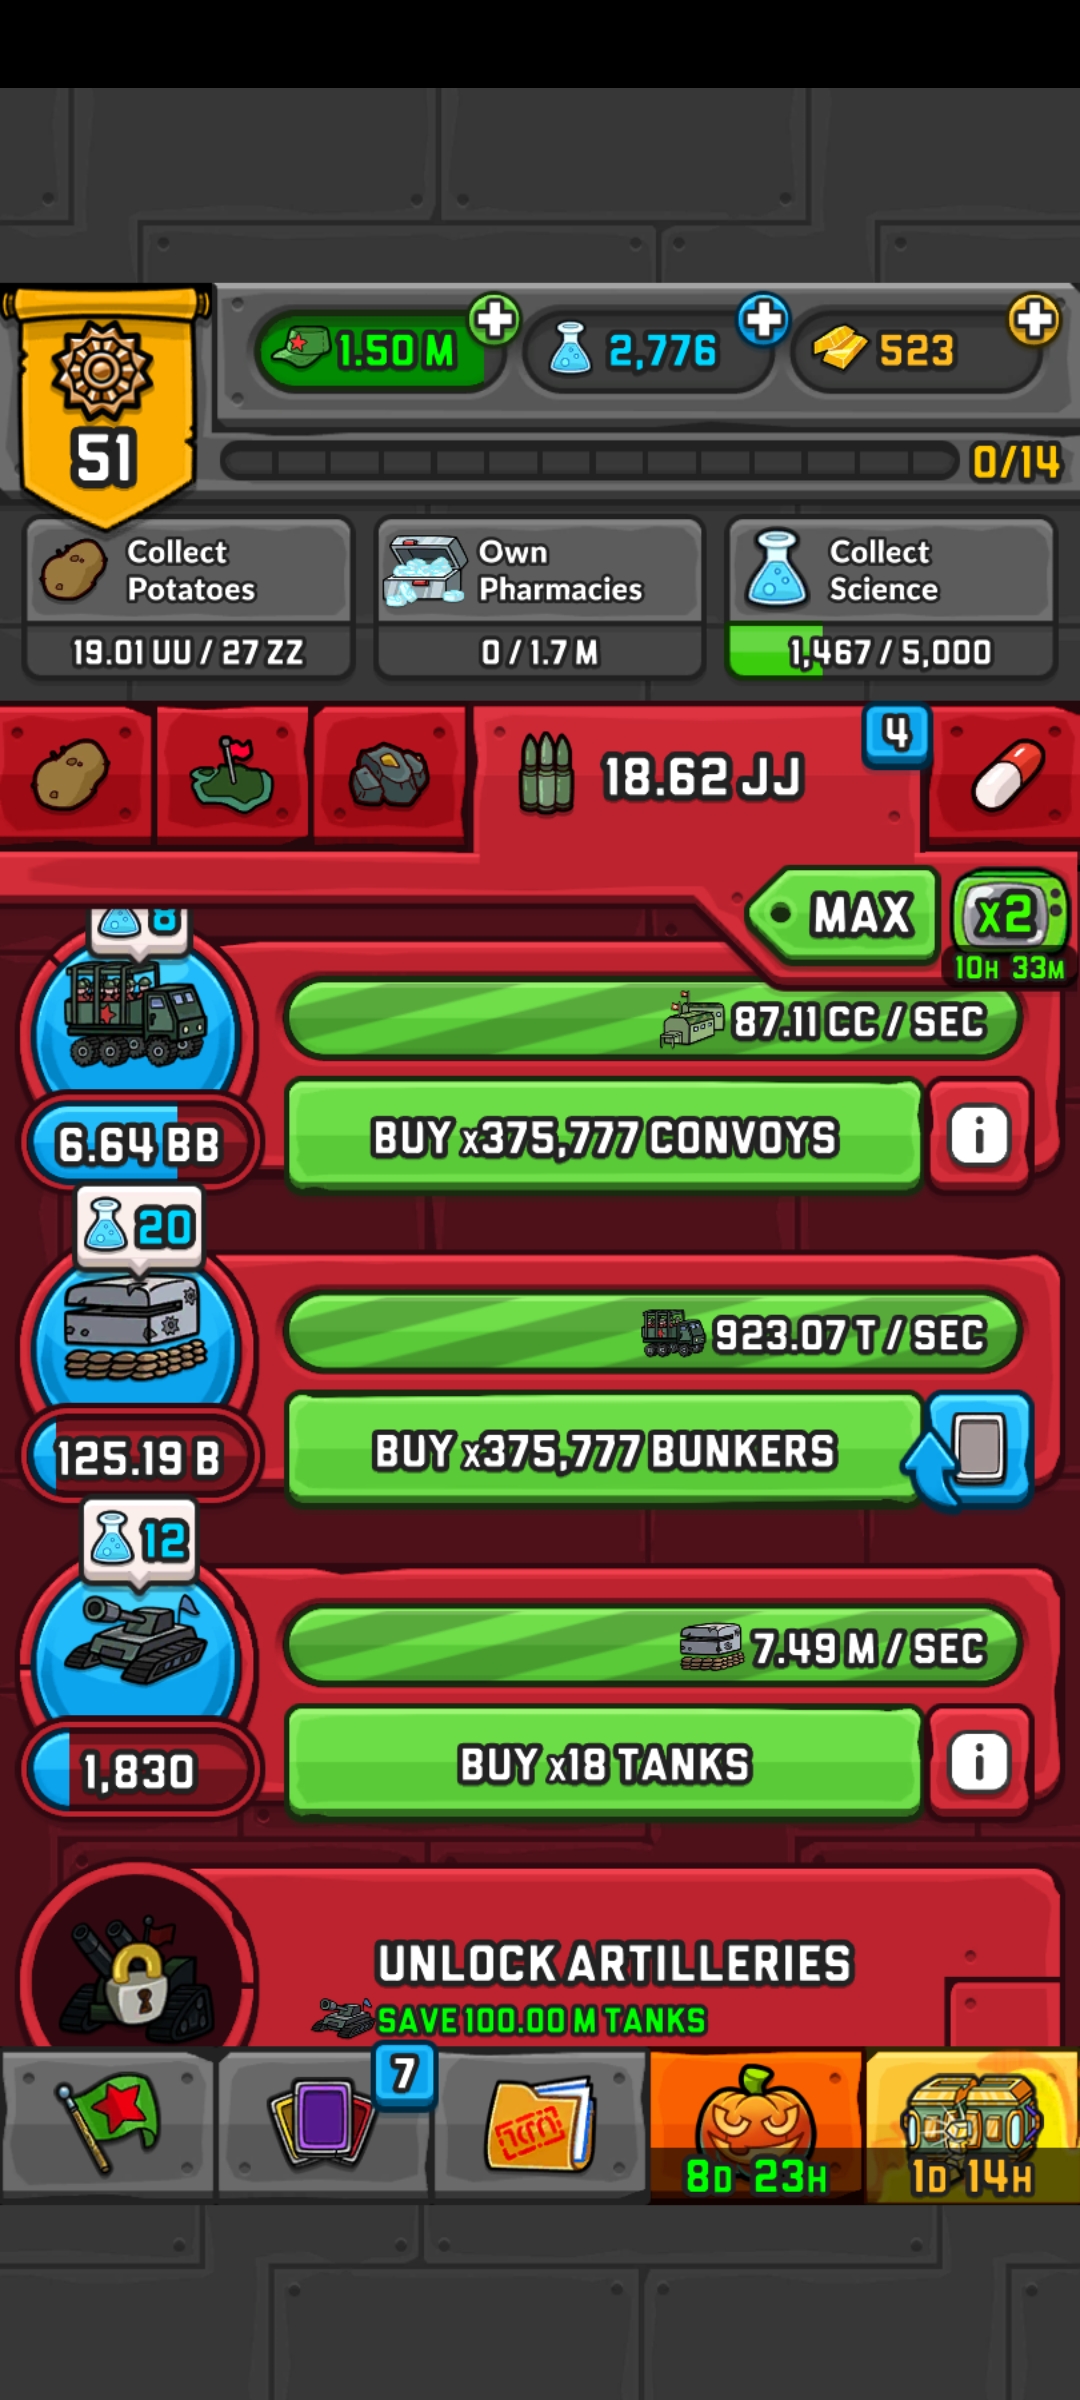 1.50 M
2,776
523
51
0/14
Collect Potatoes
19.01 UU / 27 ZZ
Own Pharmacies
0 / 1.7 M
Collect Science
1,467 / 5,000
18.62 JJ
4
MAX
x2
10H 33M
8
87.11 CC / SEC
6.64 BB
BUY x375,777 CONVOYS
20
923.07 T / SEC
125.19 B
BUY x375,777 BUNKERS
12
7.49 M / SEC
1,830
BUY x18 TANKS
UNLOCK ARTILLERIES
SAVE 100.00 M TANKS
7
8D 23H
1D 14H